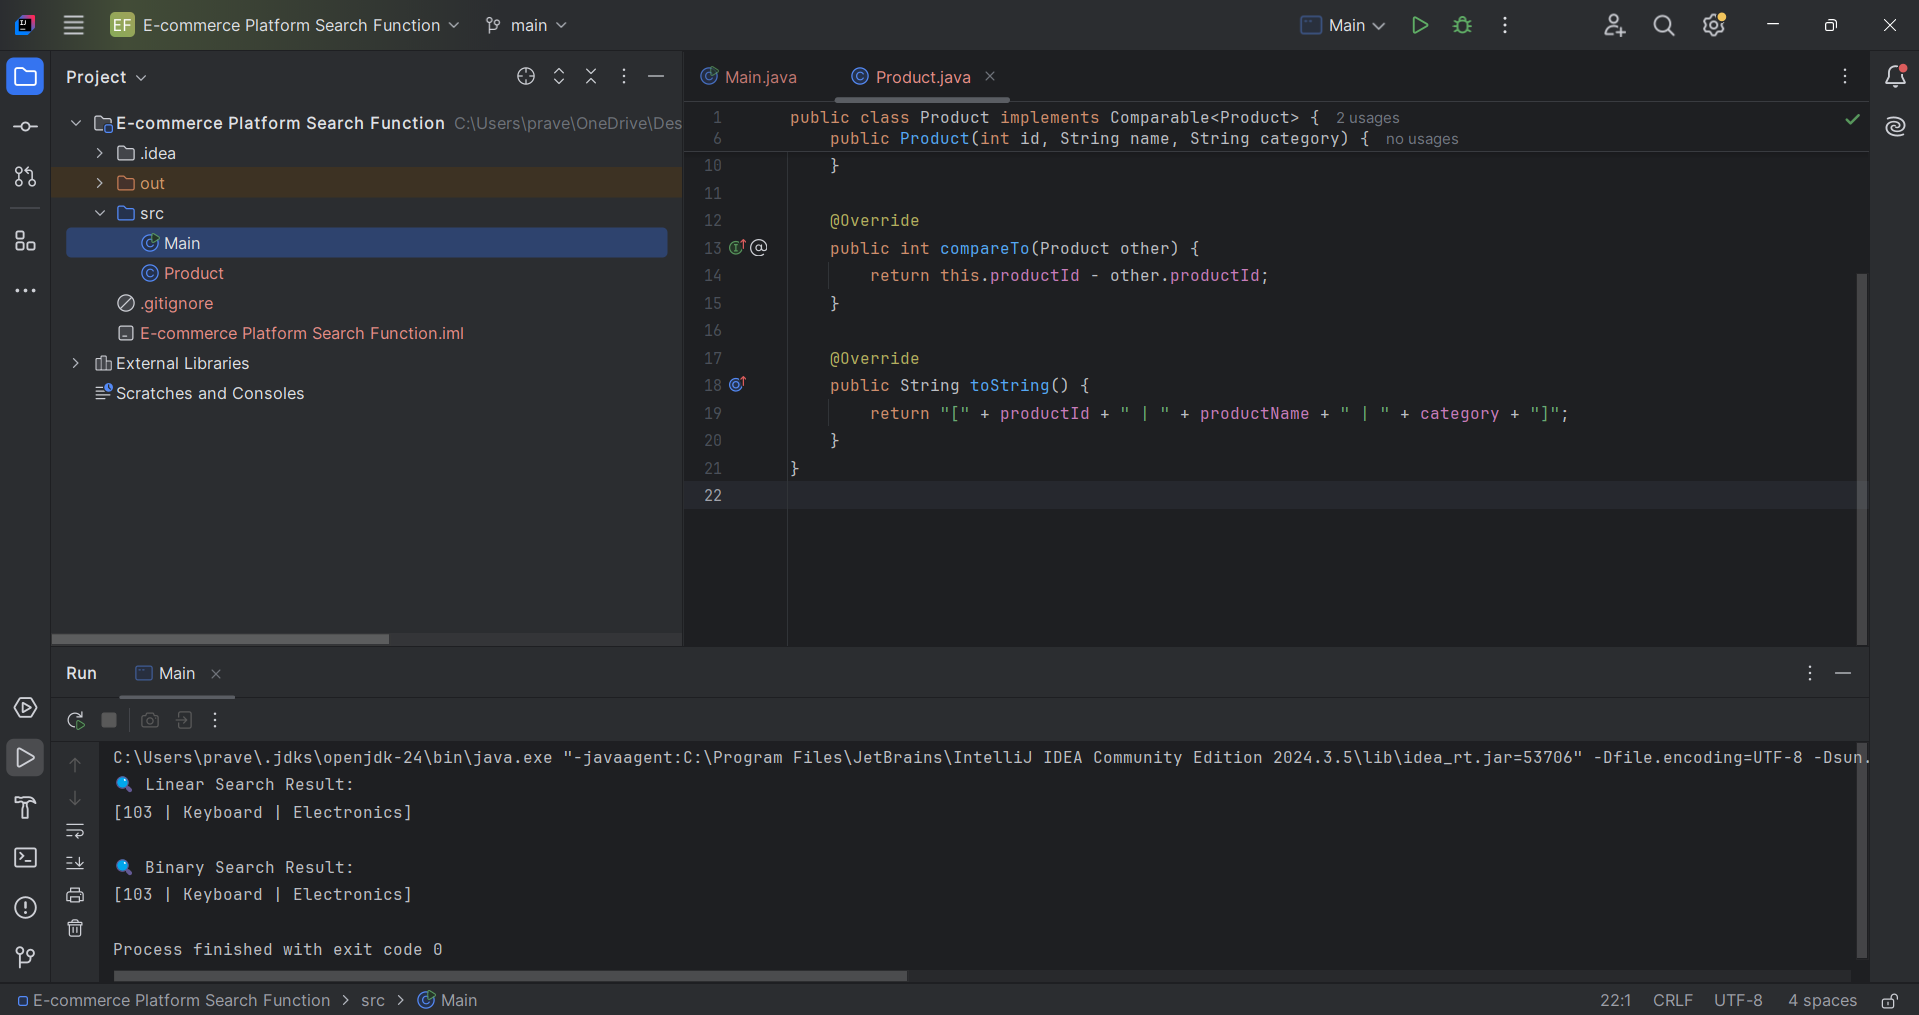 EF E-commerce Platform Search Function main Main
Project
Main.java Product.java
E-commerce Platform Search Function C:\Users\prave\OneDrive\Des
.idea
out
src
Main
Product
.gitignore
E-commerce Platform Search Function.iml
External Libraries
Scratches and Consoles
1 public class Product implements Comparable<Product> { 2 usages
6 public Product(int id, String name, String category) { no usages
10 }
11
12 @Override
13 public int compareTo(Product other) {
14 return this.productId - other.productId;
15 }
16
17 @Override
18 public String toString() {
19 return "[" + productId + " | " + productName + " | " + category + "]";
20 }
21 }
22
Run Main
C:\Users\prave\.jdks\openjdk-24\bin\java.exe "-javaagent:C:\Program Files\JetBrains\IntelliJ IDEA Community Edition 2024.3.5\lib\idea_rt.jar=53706" -Dfile.encoding=UTF-8 -Dsun.
Linear Search Result:
[103 | Keyboard | Electronics]
Binary Search Result:
[103 | Keyboard | Electronics]
Process finished with exit code 0
E-commerce Platform Search Function > src > Main 22:1 CRLF UTF-8 4 spaces